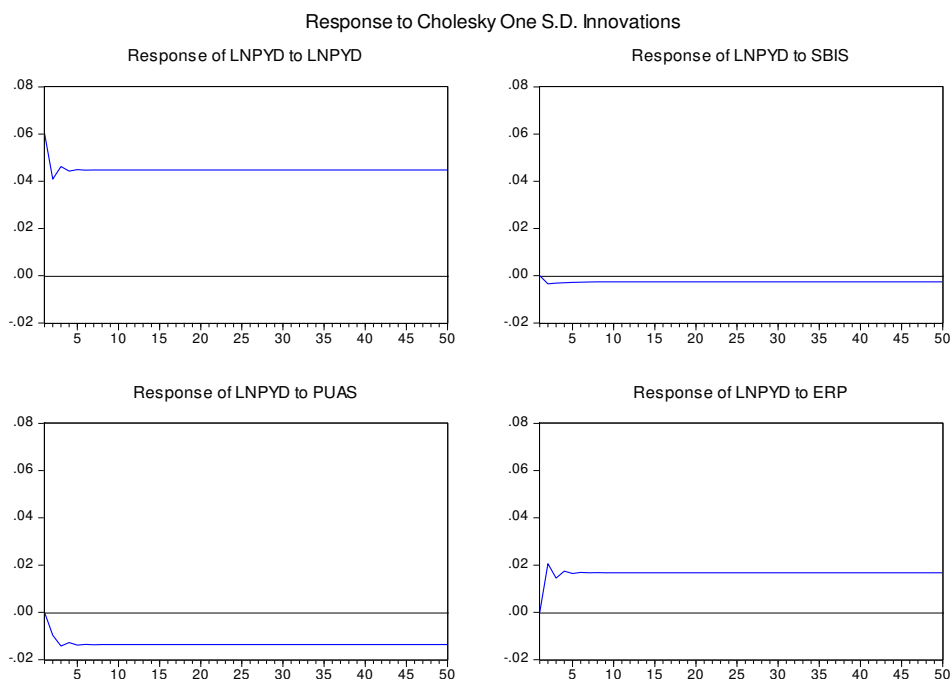 Response to Cholesky One S.D. Innovations
Response of LNPYD to LNPYD
.08
.06
.04
.02
.00
-.02
5 10 15 20 25 30 35 40 45 50
Response of LNPYD to SBIS
.08
.06
.04
.02
.00
-.02
5 10 15 20 25 30 35 40 45 50
Response of LNPYD to PUAS
.08
.06
.04
.02
.00
-.02
5 10 15 20 25 30 35 40 45 50
Response of LNPYD to ERP
.08
.06
.04
.02
.00
-.02
5 10 15 20 25 30 35 40 45 50